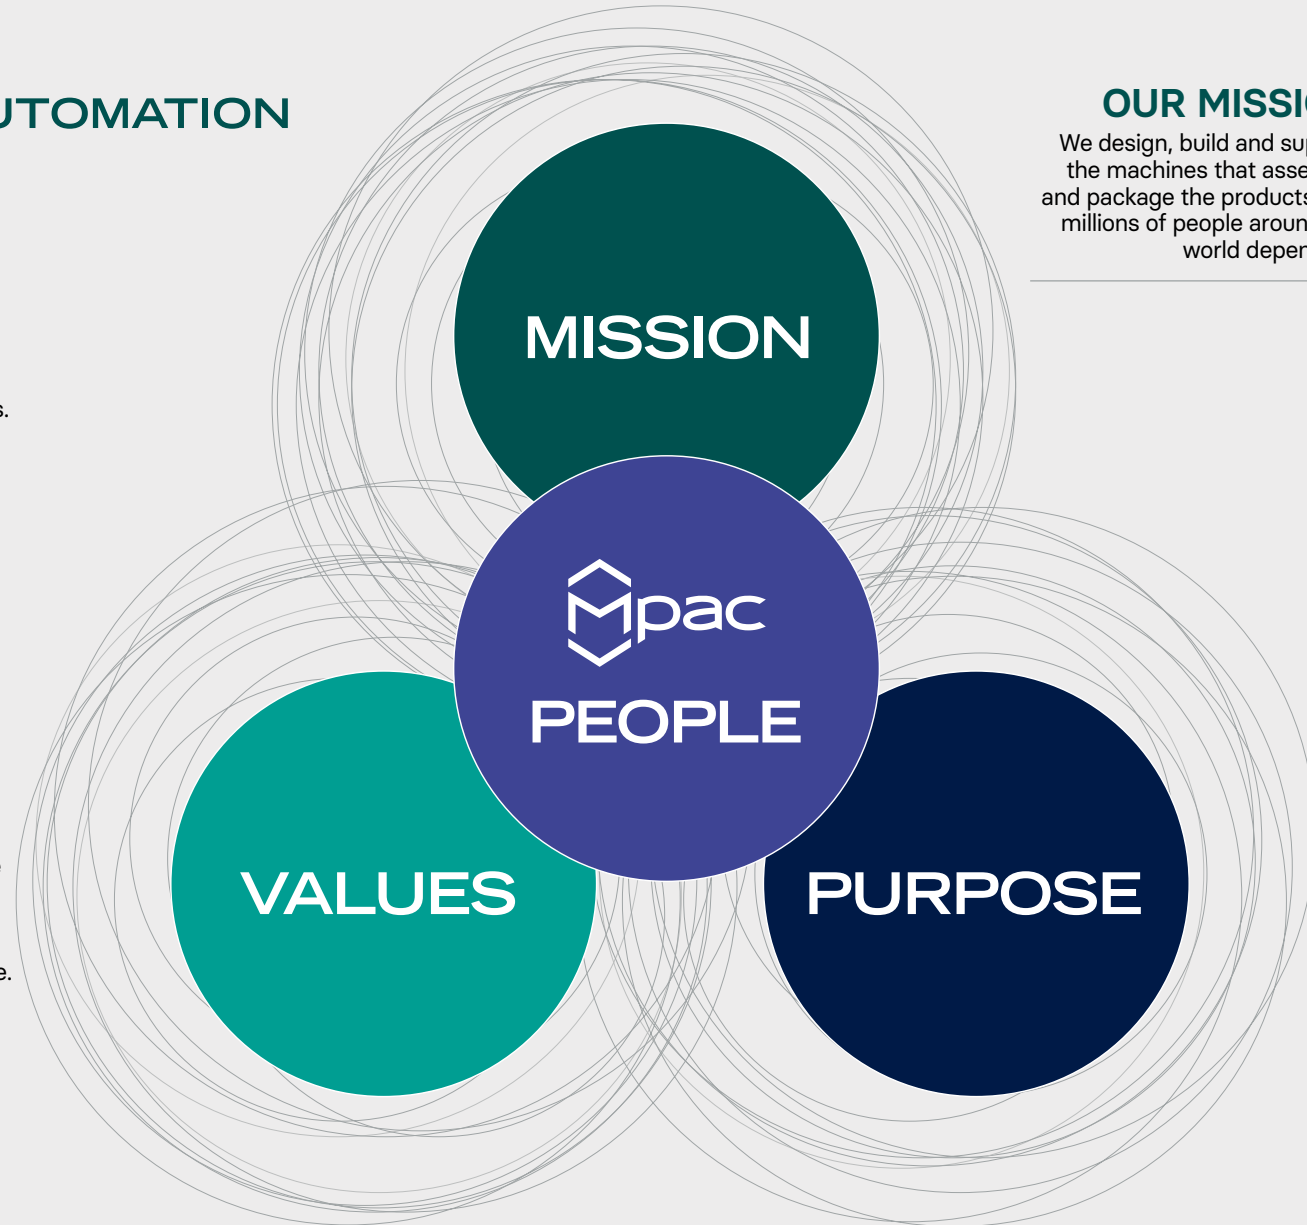 UTOMATION
OUR MISSI
We design, build and su
the machines that asse
and package the products
millions of people aroun
world depen
MISSION
s.
Mpac
PEOPLE
VALUES
PURPOSE
e.